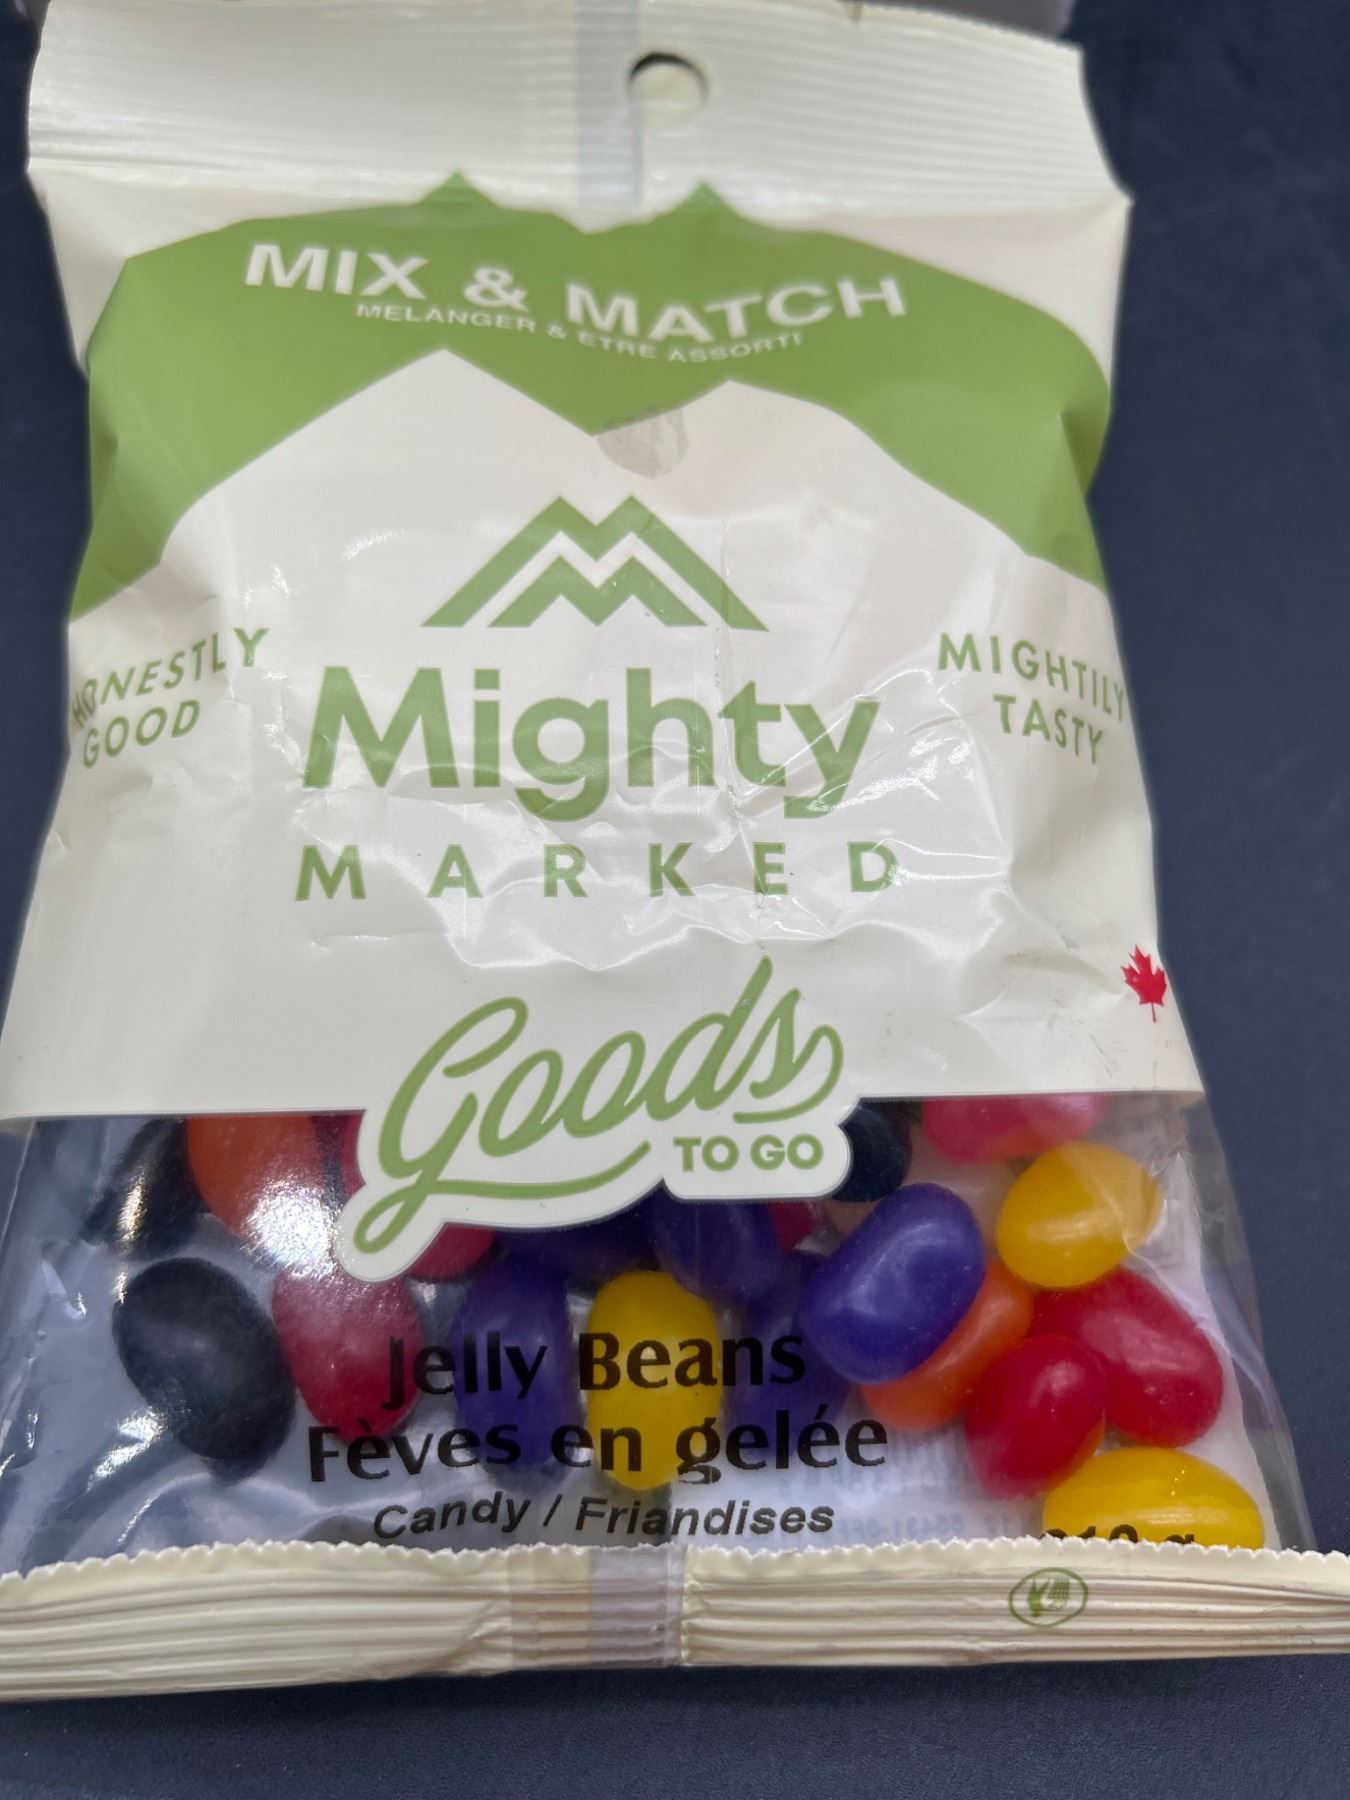 MIX & MATCH
MELANGER & ETRE ASSORTI
HONESTLY
GOOD
MIGHTILY
TASTY
Mighty
MARKED
Goods
TO GO
Jelly Beans
Fèves en gelée
Candy / Friandises